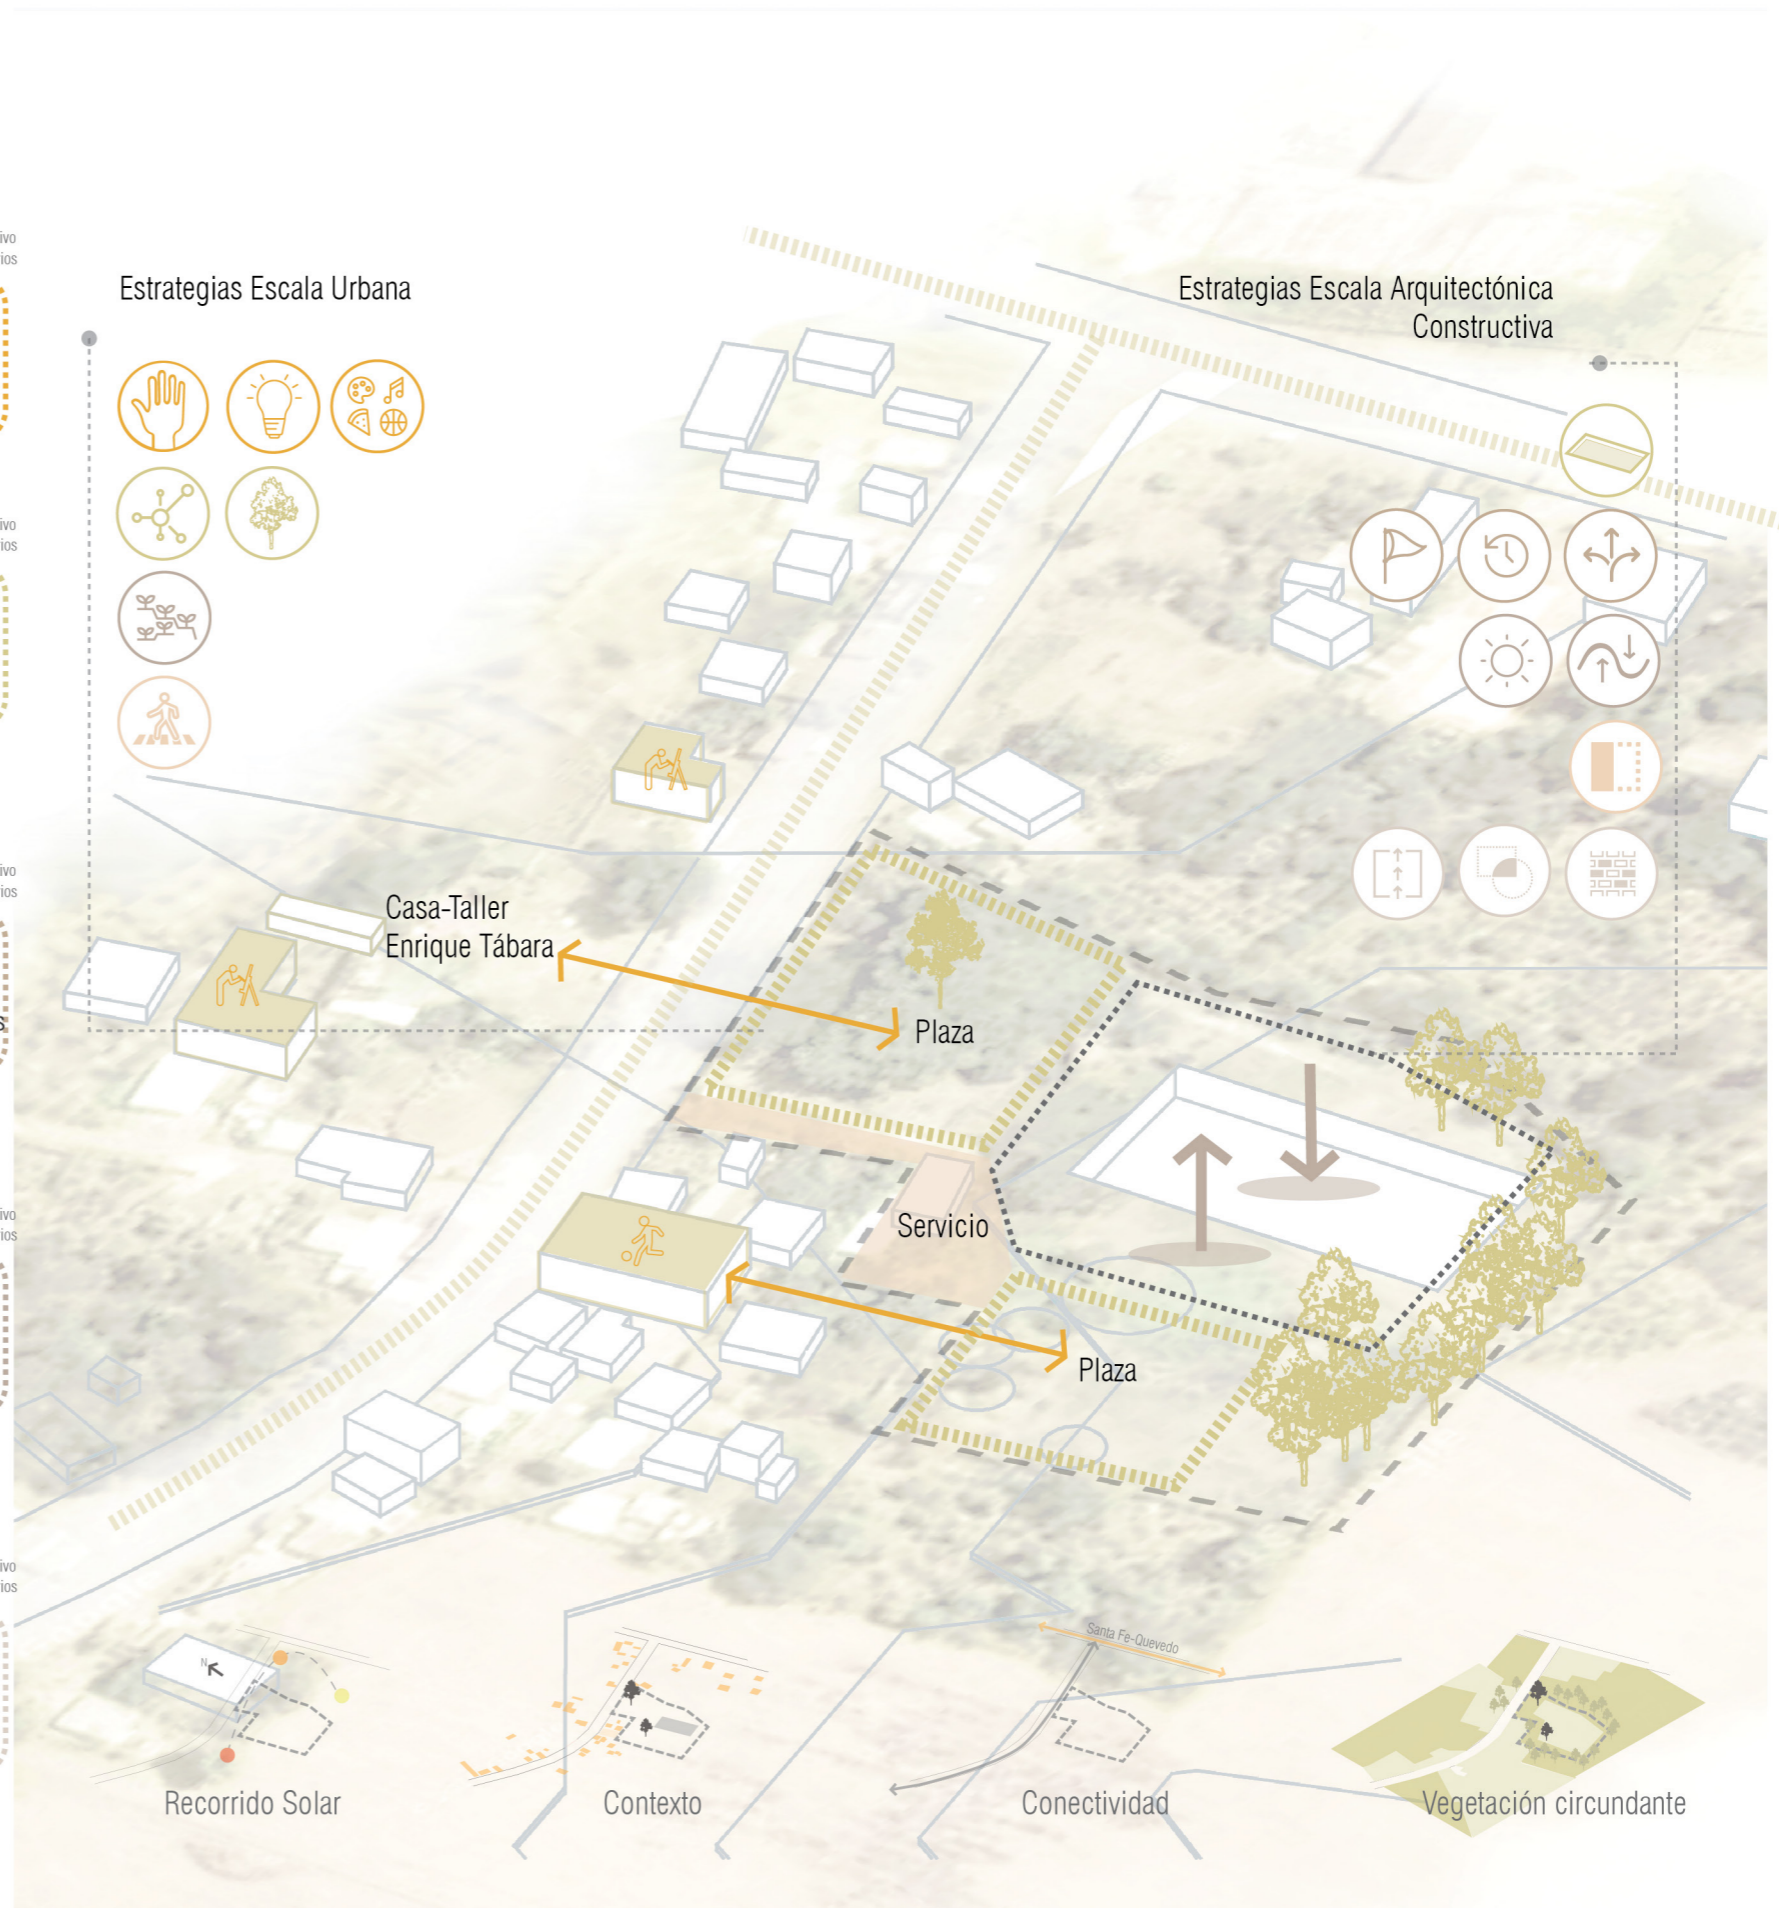 Estrategias Escala Urbana
Estrategias Escala Arquitectónica
Constructiva
Casa-Taller
Enrique Tábara
Plaza
Servicio
Plaza
Santa Fe-Quevedo
N
Recorrido Solar
Contexto
Conectividad
Vegetación circundante